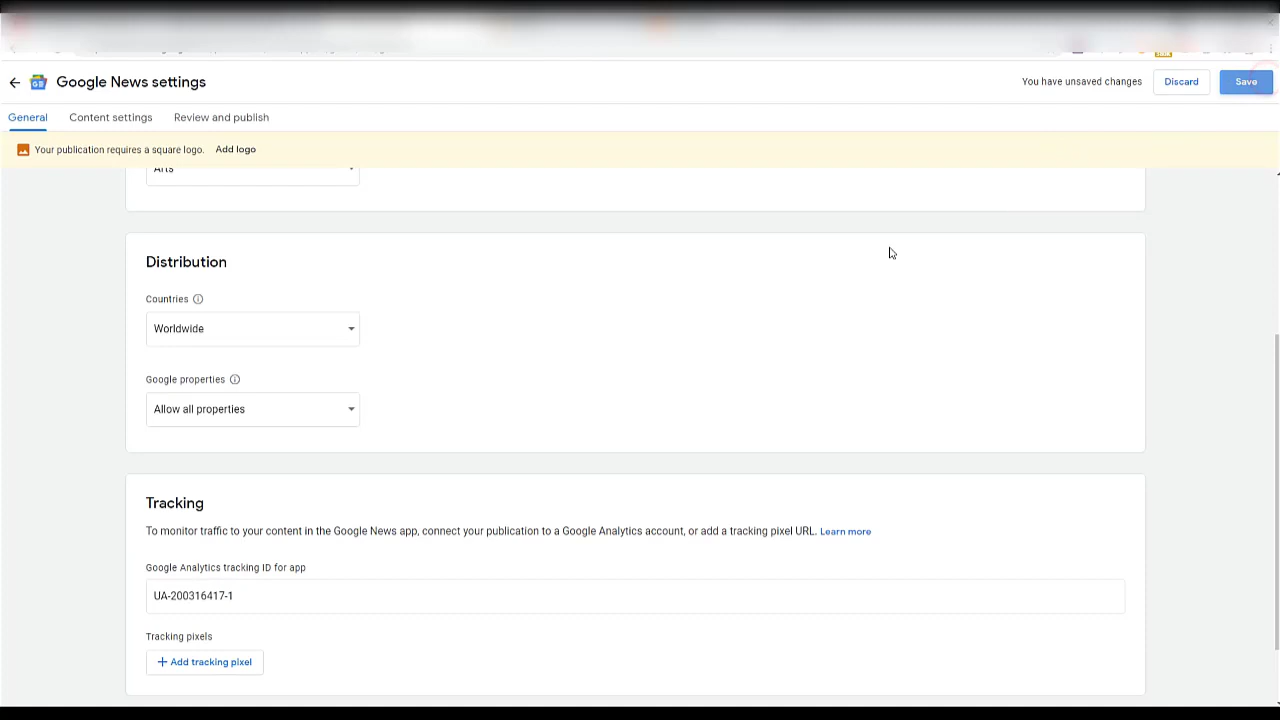 Google News settings
You have unsaved changes
Discard
Save
General
Content settings
Review and publish
Your publication requires a square logo. Add logo
Arts
Distribution
Countries
Worldwide
Google properties
Allow all properties
Tracking
To monitor traffic to your content in the Google News app, connect your publication to a Google Analytics account, or add a tracking pixel URL. Learn more
Google Analytics tracking ID for app
UA-200316417-1
Tracking pixels
+ Add tracking pixel